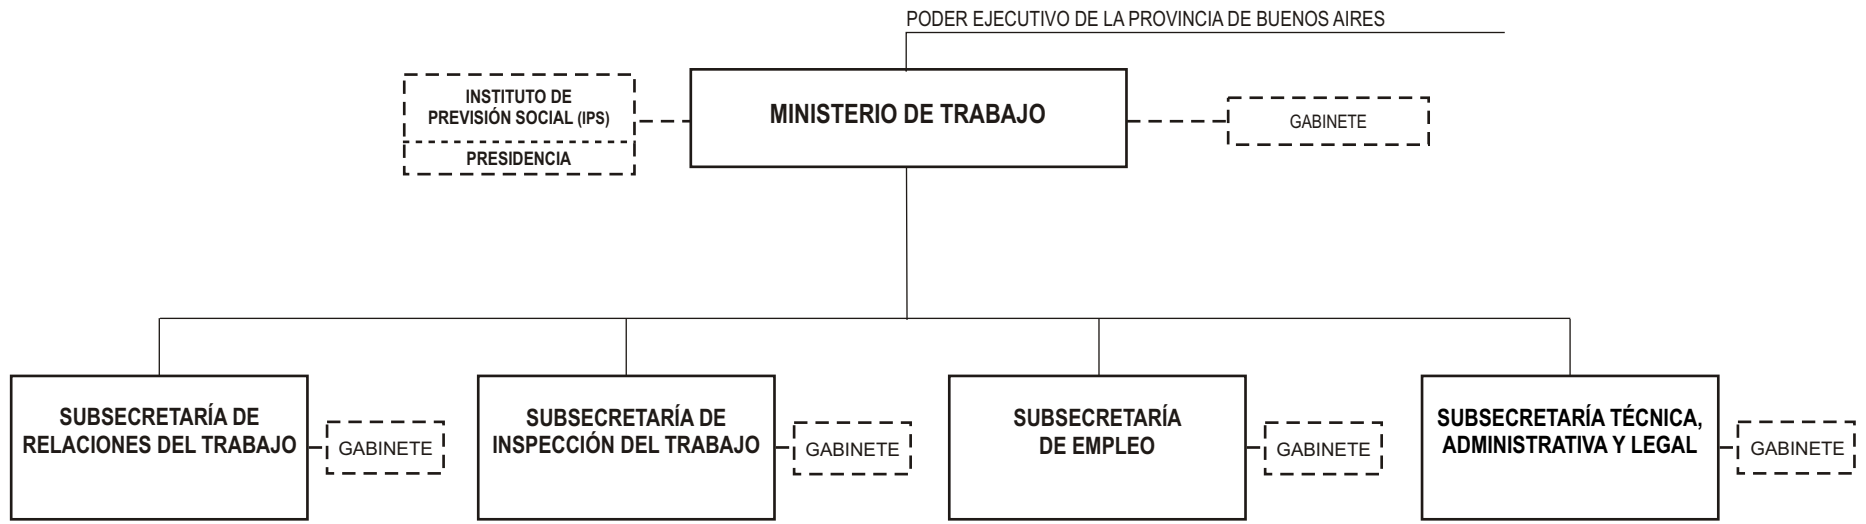 PODER EJECUTIVO DE LA PROVINCIA DE BUENOS AIRES
INSTITUTO DE
PREVISIÓN SOCIAL (IPS)
PRESIDENCIA
MINISTERIO DE TRABAJO
GABINETE
SUBSECRETARÍA DE
RELACIONES DEL TRABAJO
GABINETE
SUBSECRETARÍA DE
INSPECCIÓN DEL TRABAJO
GABINETE
SUBSECRETARÍA
DE EMPLEO
GABINETE
SUBSECRETARÍA TÉCNICA,
ADMINISTRATIVA Y LEGAL
GABINETE